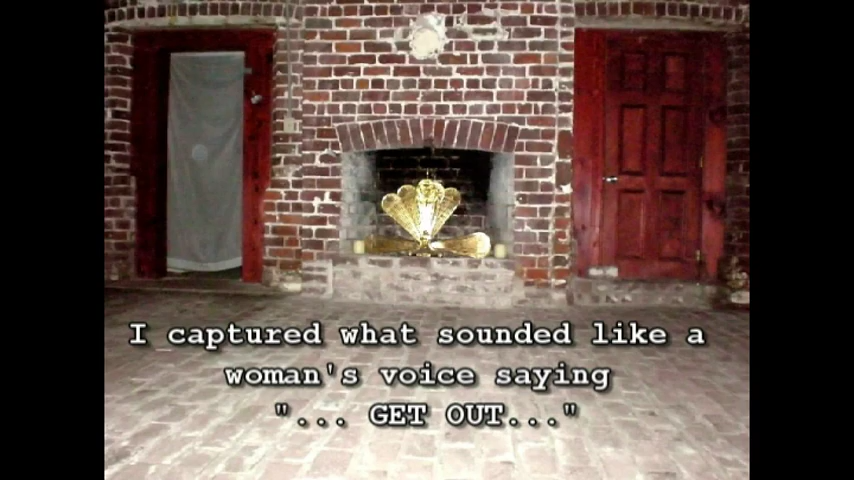 I captured what sounded like a
woman's voice saying
"... GET OUT..."